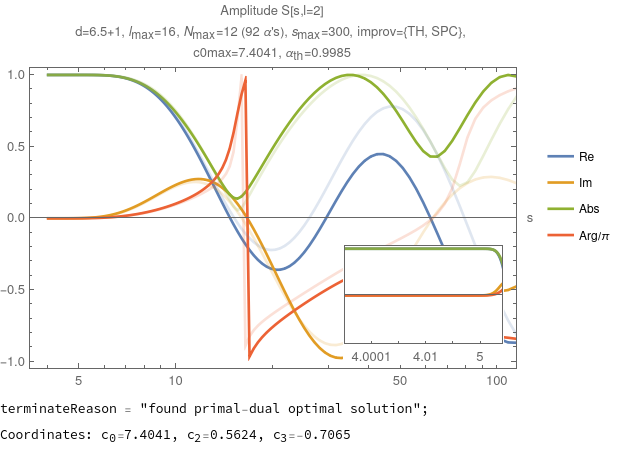 Amplitude S[s,l=2]
d=6.5+1, lmax=16, Nmax=12 (92 α's), smax=300, improv={TH, SPC},
c0max=7.4041, αth=0.9985
1.0
0.5
0.0
-0.5
-1.0
5
10
50
100
s
4.0001
4.01
5
Re
Im
Abs
Arg/π
terminateReason = "found primal-dual optimal solution";
Coordinates: c0=7.4041, c2=0.5624, c3=-0.7065